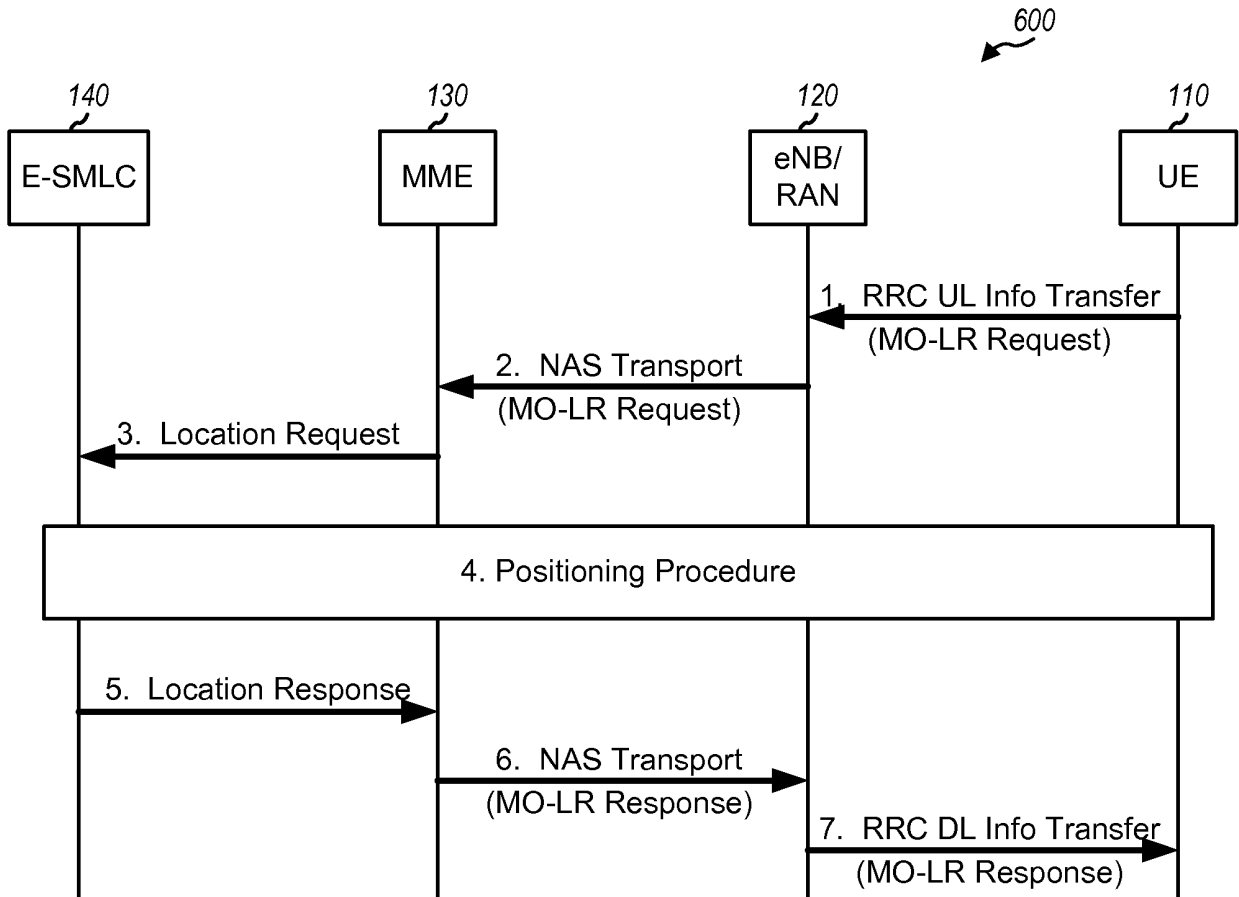 600
140
130
120
110
E-SMLC
MME
eNB/
RAN
UE
1. RRC UL Info Transfer
(MO-LR Request)
2. NAS Transport
(MO-LR Request)
3. Location Request
4. Positioning Procedure
5. Location Response
6. NAS Transport
(MO-LR Response)
7. RRC DL Info Transfer
(MO-LR Response)